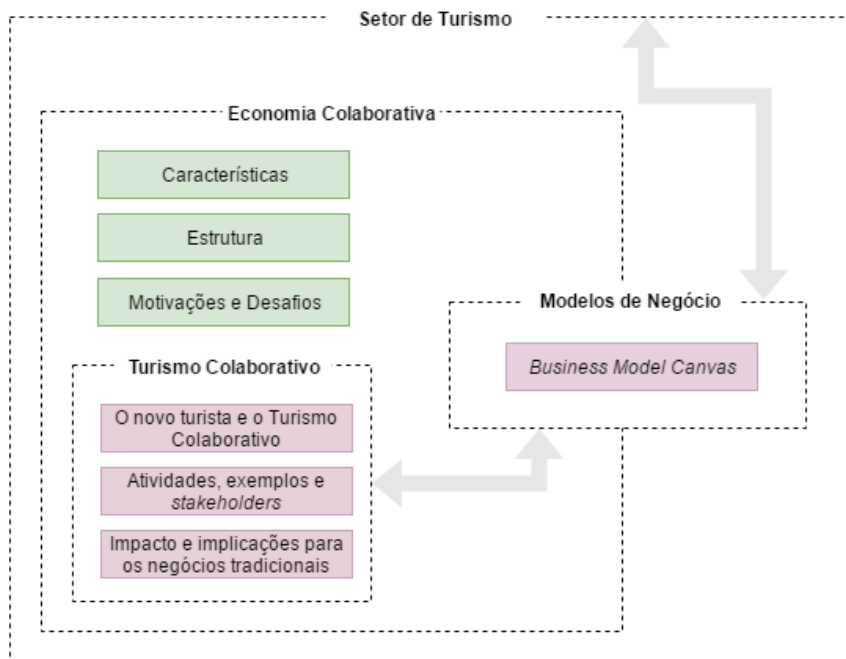 Setor de Turismo
Economia Colaborativa
Características
Estrutura
Motivações e Desafios
Modelos de Negócio
Business Model Canvas
Turismo Colaborativo
O novo turista e o Turismo
Colaborativo
Atividades, exemplos e
stakeholders
Impacto e implicações para
os negócios tradicionais